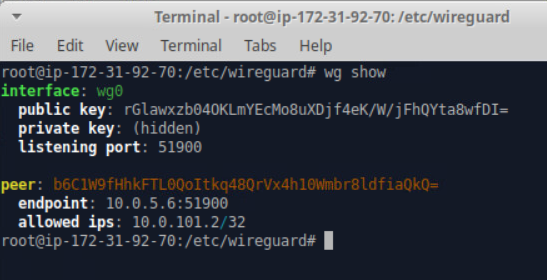 Terminal - root@ip-172-31-92-70: /etc/wireguard
File Edit View Terminal Tabs Help
root@ip-172-31-92-70:/etc/wireguard# wg show
interface: wg0
public key: rGlawxzb04OKLmYEcMo8uXDjf4eK/W/jFhQYta8wfDI=
private key: (hidden)
listening port: 51900
peer: b6C1W9fHhkFTL0QoItkq48QrVx4h10Wmbr8ldfiaQkQ=
endpoint: 10.0.5.6:51900
allowed ips: 10.0.101.2/32
root@ip-172-31-92-70:/etc/wireguard#